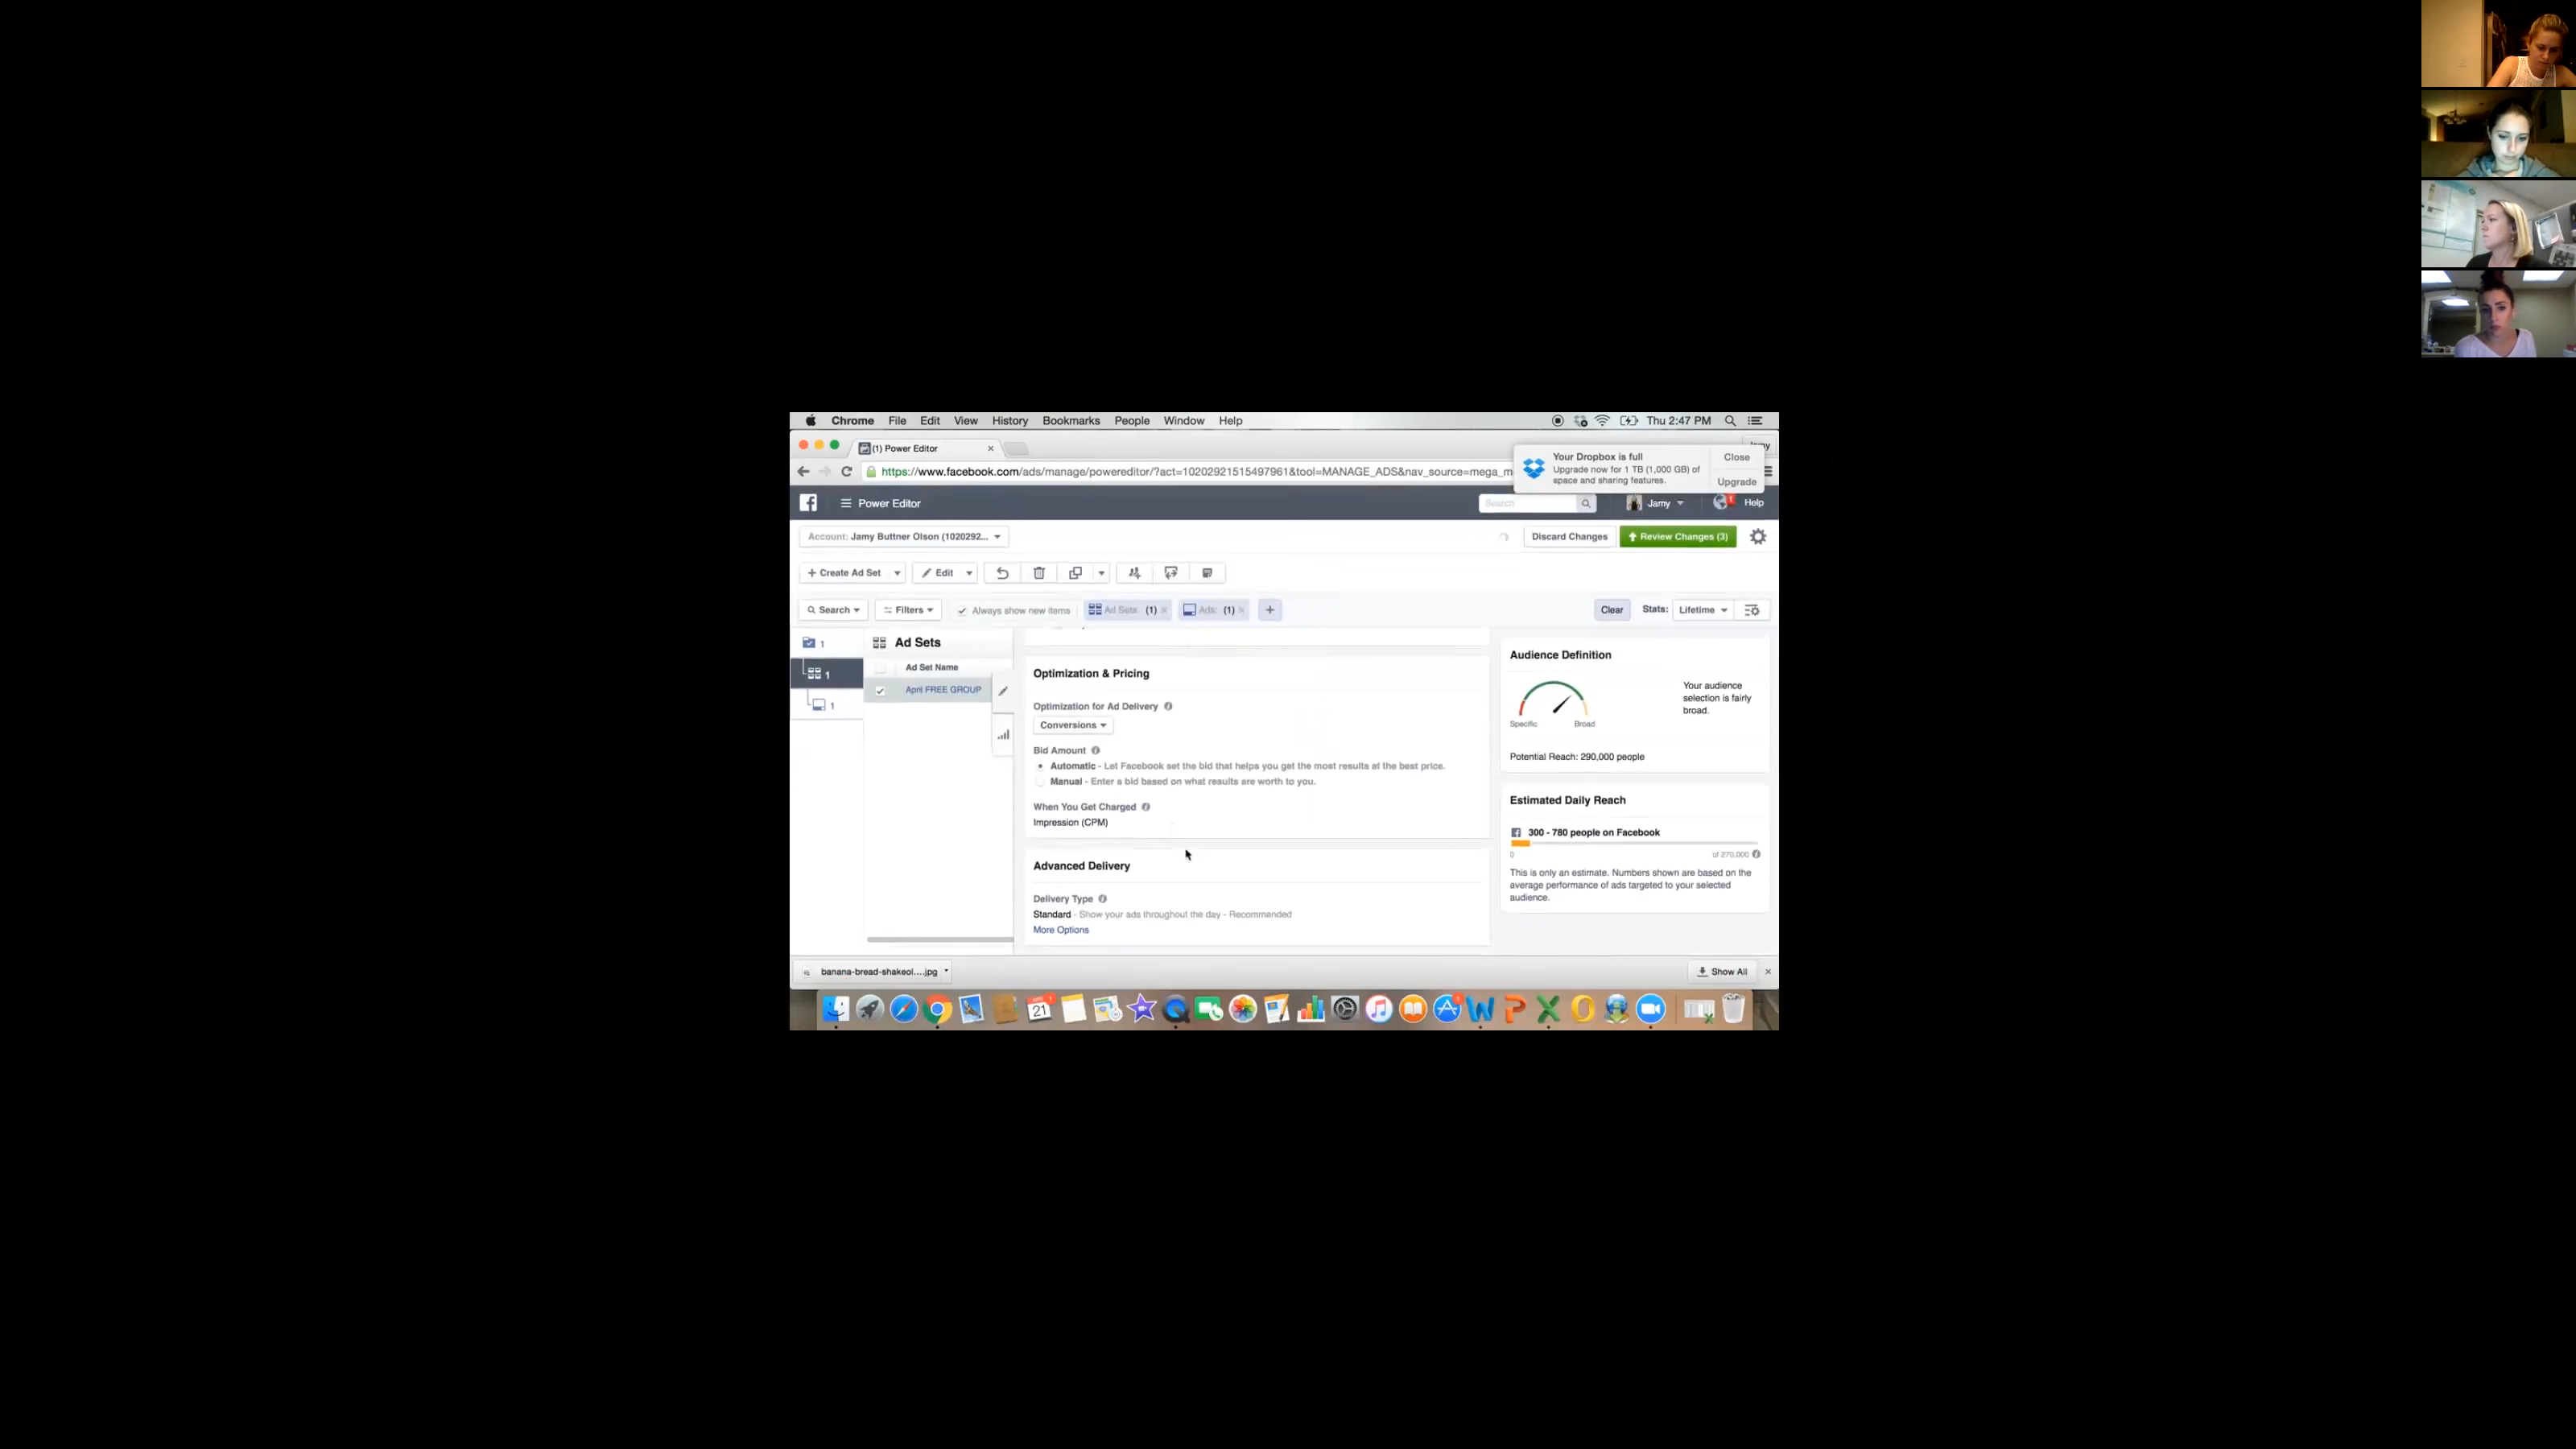 Chrome File Edit View History Bookmarks People Window Help Thu 2:47 PM
(1) Power Editor
https://www.facebook.com/ads/manage/powereditor/?act=10202921515497961&tool=MANAGE_ADS&nav_source=mega_m
Your Dropbox is full
Upgrade now for 1 TB (1,000 GB) of
space and sharing features.
Close
Upgrade
Power Editor
Search
Jamy
1
Help
Account: Jamy Buttner Olson (1020292...
Discard Changes
Review Changes (3)
+ Create Ad Set
Edit
Search
Filters
Always show new items
Ad Sets: (1)
Ads: (1)
+
Clear
Stats: Lifetime
1
1
1
Ad Sets
Ad Set Name
April FREE GROUP
Optimization & Pricing
Optimization for Ad Delivery
Conversions
Bid Amount
Automatic - Let Facebook set the bid that helps you get the most results at the best price.
Manual - Enter a bid based on what results are worth to you.
When You Get Charged
Impression (CPM)
Advanced Delivery
Delivery Type
Standard - Show your ads throughout the day - Recommended
More Options
Audience Definition
Your audience
selection is fairly
broad.
Specific
Broad
Potential Reach: 290,000 people
Estimated Daily Reach
300 - 780 people on Facebook
0
of 270,000
This is only an estimate. Numbers shown are based on the
average performance of ads targeted to your selected
audience.
banana-bread-shakeol....jpg
Show All
21